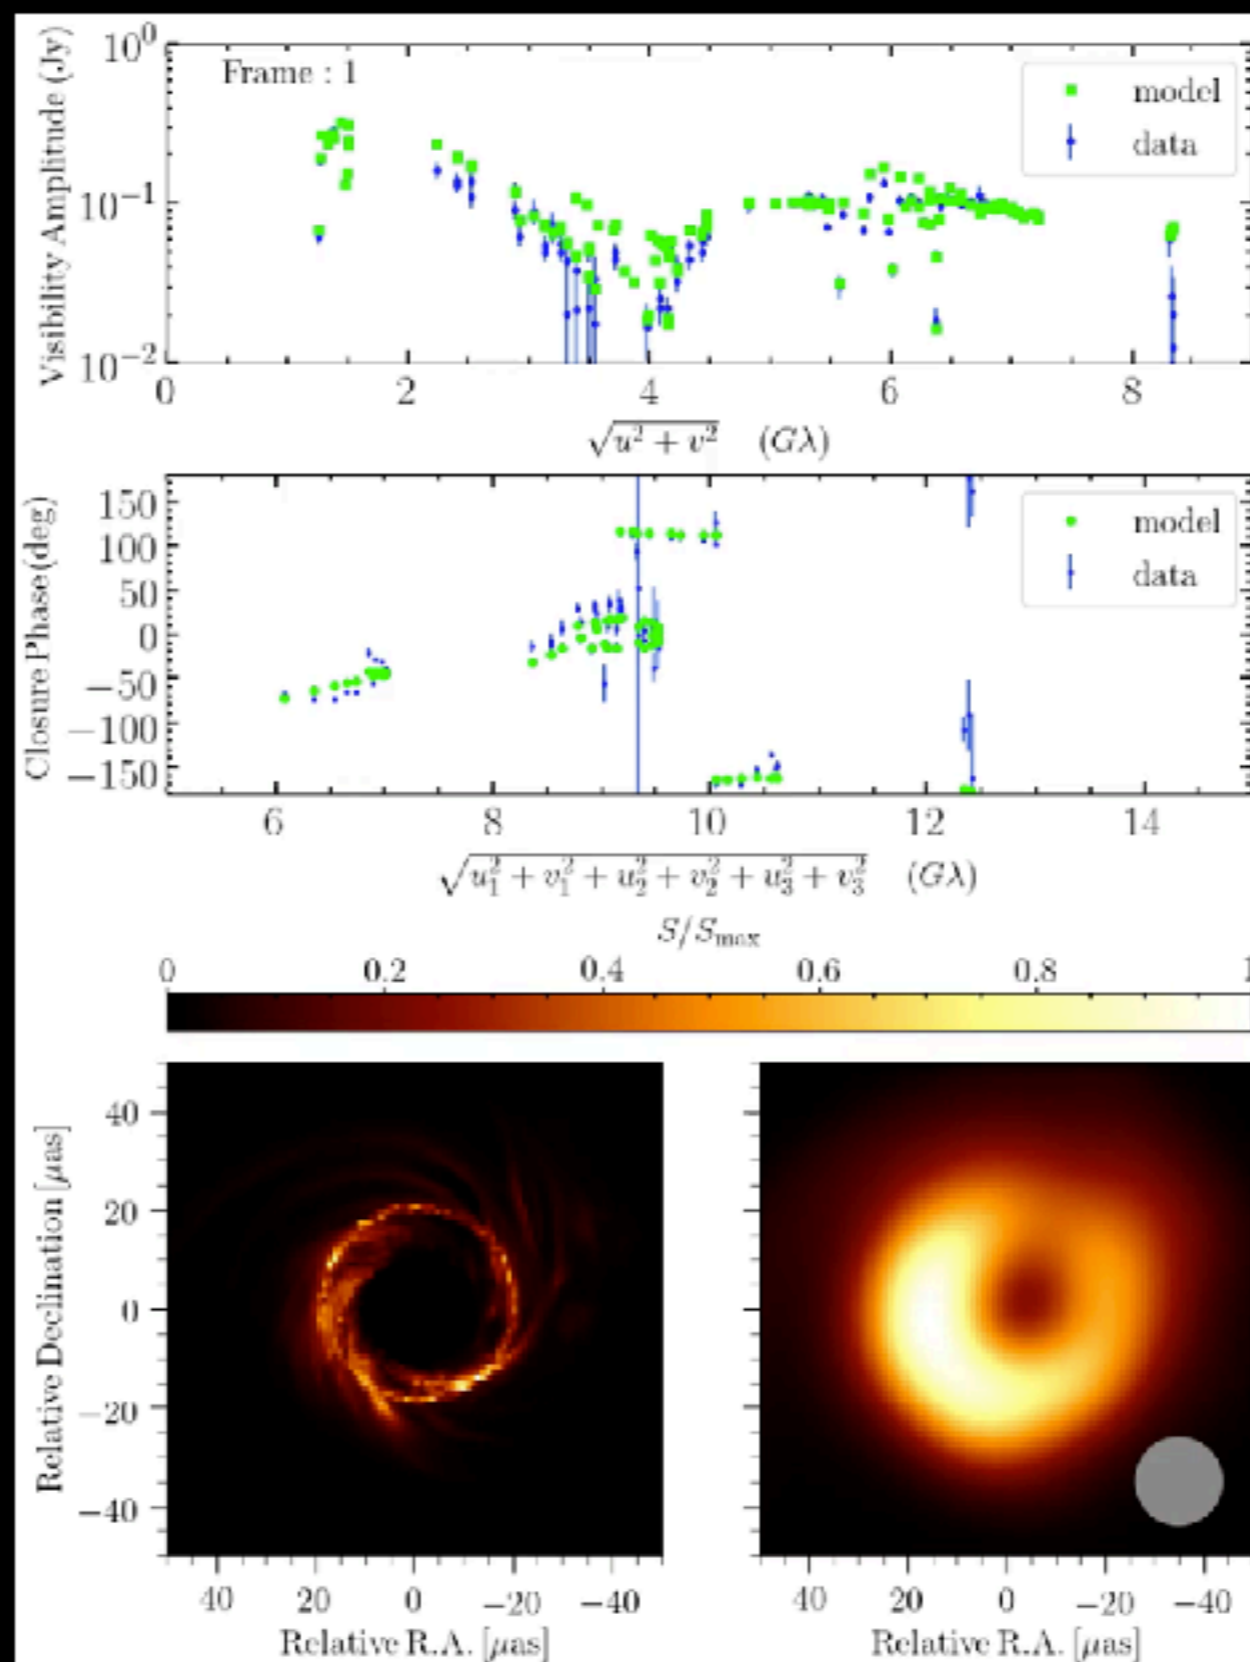 10⁰
Frame : 1
model
data
10⁻¹
10⁻²
Visibility Amplitude (Jy)
0 2 4 6 8
√u² + v² (Gλ)
150
100
50
0
−50
−100
−150
Closure Phase(deg)
model
data
6 8 10 12 14
√u₁² + v₁² + u₂² + v₂² + u₃² + v₃² (Gλ)
S/Smax
0 0.2 0.4 0.6 0.8 1
40
20
0
−20
−40
Relative Declination [μas]
40 20 0 −20 −40
40 20 0 −20 −40
Relative R.A. [μas]
Relative R.A. [μas]